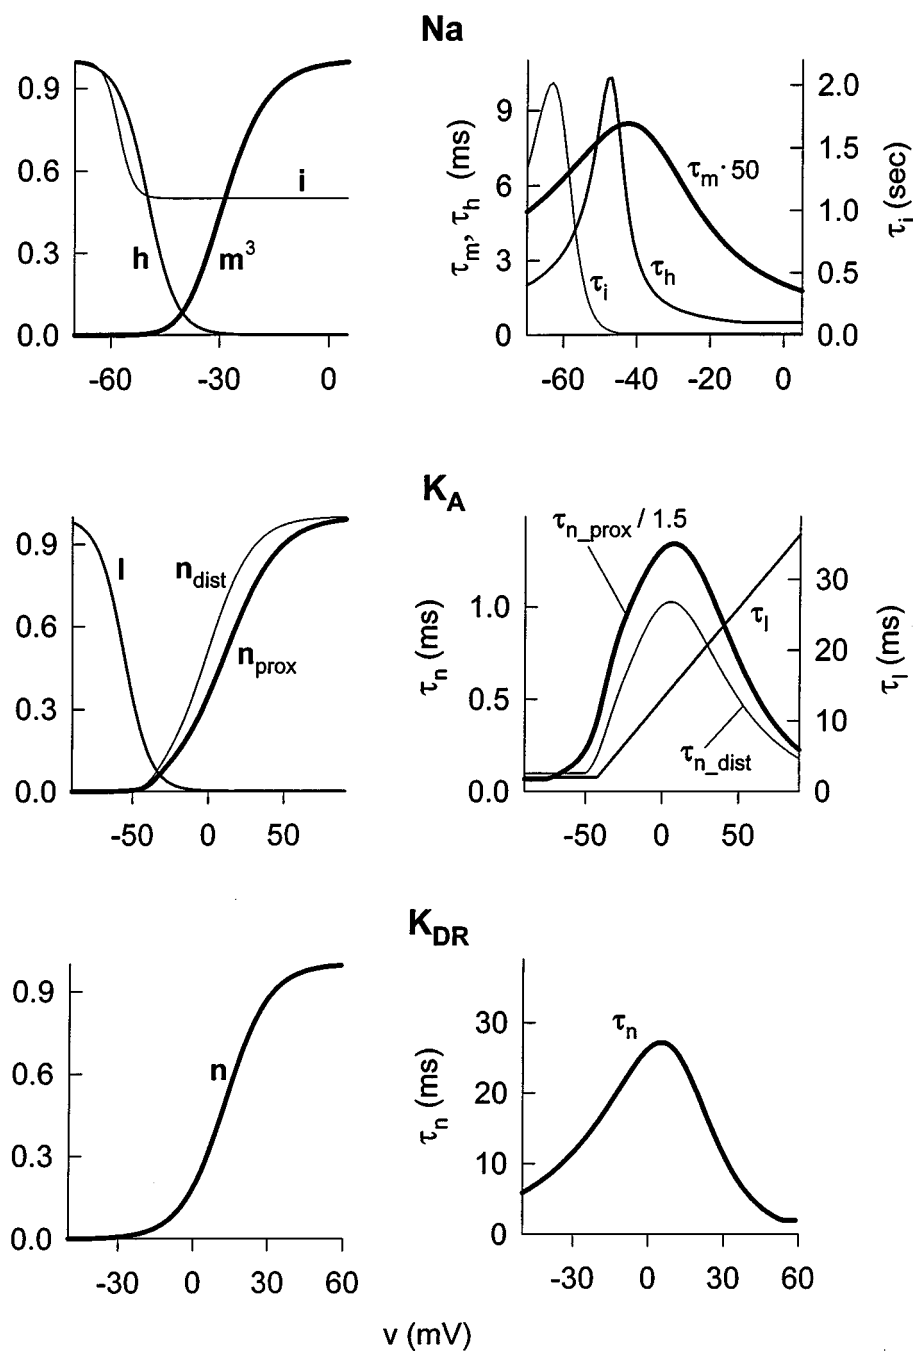 Na
0.9
0.6
0.3
0.0
i
h
m³
-60
-30
0
τm, τh (ms)
9
6
3
0
τm · 50
τi
τh
2.0
1.5
1.0
0.5
0.0
τi (sec)
-60
-40
-20
0
KA
0.9
0.6
0.3
0.0
l
ndist
nprox
-50
0
50
τn (ms)
1.0
0.5
0.0
τn_prox / 1.5
τl
τn_dist
30
20
10
0
τl (ms)
-50
0
50
KDR
0.9
0.6
0.3
0.0
n
-30
0
30
60
τn (ms)
30
20
10
0
τn
-30
0
30
60
v (mV)